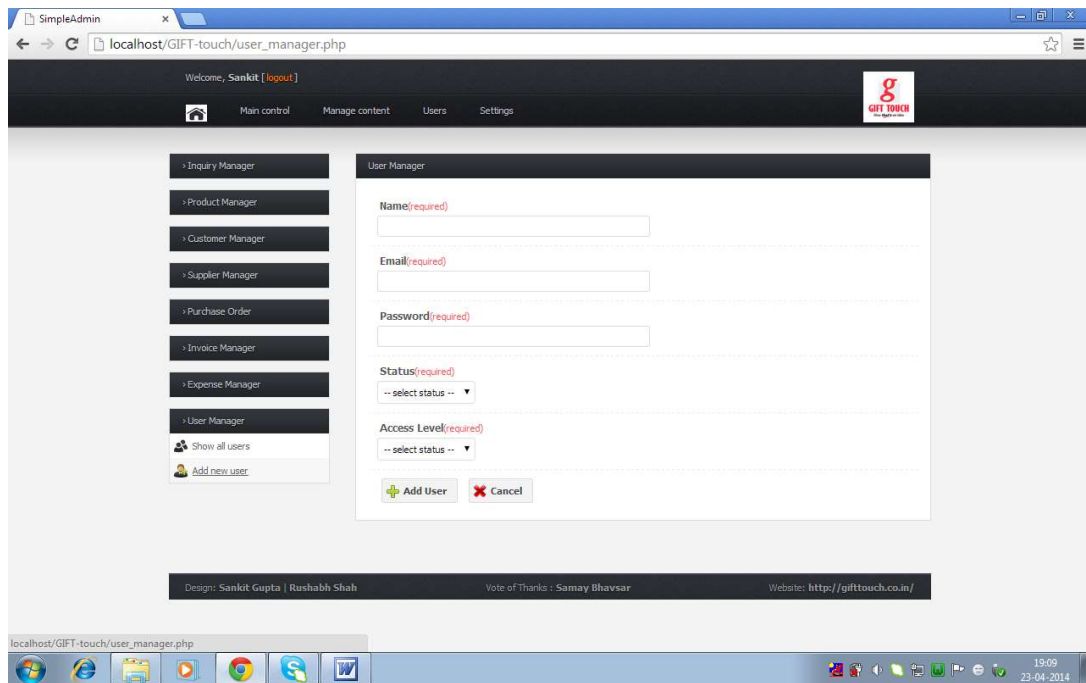 SimpleAdmin
localhost/GIFT-touch/user_manager.php
Welcome, Sankit [ logout ]
Main control Manage content Users Settings
g
GIFT TOUCH
› Inquiry Manager
› Product Manager
› Customer Manager
› Supplier Manager
› Purchase Order
› Invoice Manager
› Expense Manager
› User Manager
Show all users
Add new user
User Manager
Name(required)
Email(required)
Password(required)
Status(required)
-- select status --
Access Level(required)
-- select status --
Add User Cancel
Design: Sankit Gupta | Rushabh Shah Vote of Thanks : Samay Bhavsar Website: http://gifttouch.co.in/
localhost/GIFT-touch/user_manager.php
19:09
23-04-2014